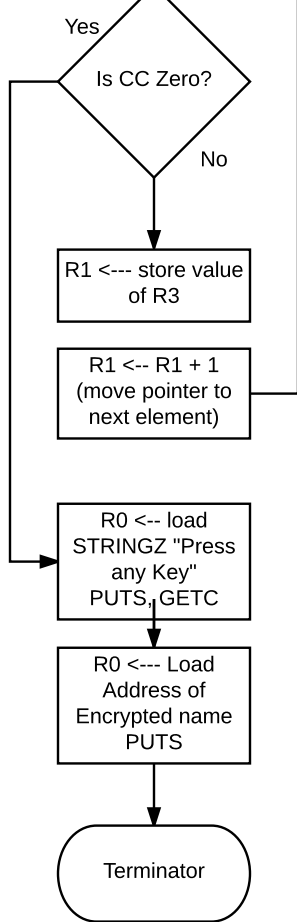 Yes
Is CC Zero?
No
R1 <--- store value
of R3
R1 <-- R1 + 1
(move pointer to
next element)
R0 <-- load
STRINGZ "Press
any Key"
PUTS, GETC
R0 <--- Load
Address of
Encrypted name
PUTS
Terminator